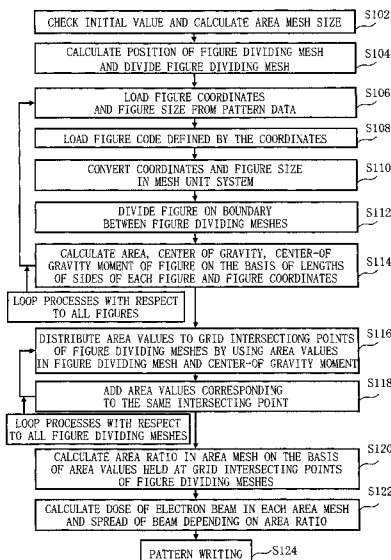 CHECK INITIAL VALUE AND CALCULATE AREA MESH SIZE
S102
CALCULATE POSITION OF FIGURE DIVIDING MESH
AND DIVIDE FIGURE DIVIDING MESH
S104
LOAD FIGURE COORDINATES
AND FIGURE SIZE FROM PATTERN DATA
S106
LOAD FIGURE CODE DEFINED BY THE COORDINATES
S108
CONVERT COORDINATES AND FIGURE SIZE
IN MESH UNIT SYSTEM
S110
DIVIDE FIGURE ON BOUNDARY
BETWEEN FIGURE DIVIDING MESHES
S112
CALCULATE AREA, CENTER OF GRAVITY, CENTER-OF
GRAVITY MOMENT OF FIGURE ON THE BASIS OF LENGTHS
OF SIDES OF EACH FIGURE AND FIGURE COORDINATES
S114
LOOP PROCESSES WITH RESPECT
TO ALL FIGURES
DISTRIBUTE AREA VALUES TO GRID INTERSECTIONG POINTS
OF FIGURE DIVIDING MESHES BY USING AREA VALUES
IN FIGURE DIVIDING MESH AND CENTER-OF GRAVITY MOMENT
S116
ADD AREA VALUES CORRESPONDING
TO THE SAME INTERSECTING POINT
S118
LOOP PROCESSES WITH RESPECT
TO ALL FIGURE DIVIDING MESHES
CALCULATE AREA RATIO IN AREA MESH ON THE BASIS
OF AREA VALUES HELD AT GRID INTERSECTING POINTS
OF FIGURE DIVIDING MESHES
S120
CALCULATE DOSE OF ELECTRON BEAM IN EACH AREA MESH
AND SPREAD OF BEAM DEPENDING ON AREA RATIO
S122
PATTERN WRITING
S124